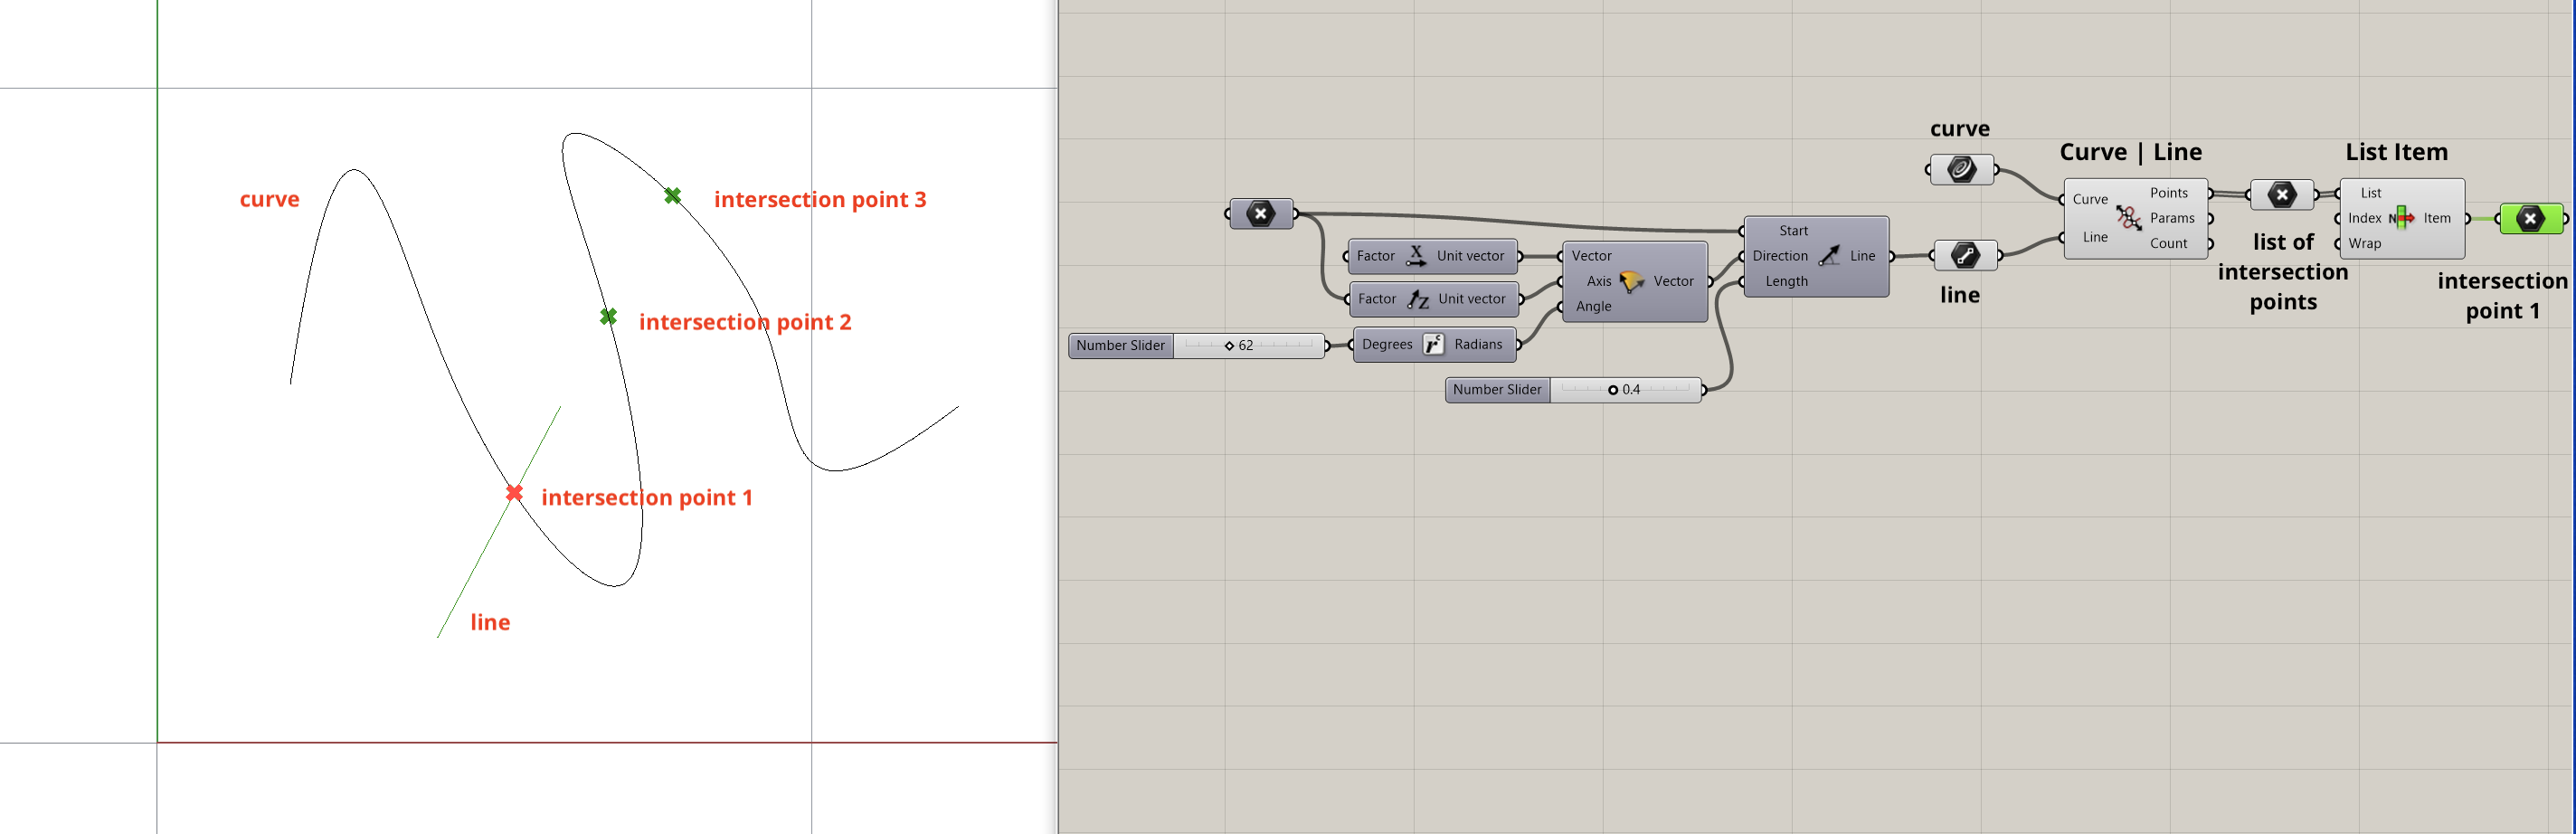 curve
intersection point 3
intersection point 2
intersection point 1
line
curve
Curve | Line
List Item
Curve
Line
Points
Params
Count
List
Index
Wrap
N
Item
list of
intersection
points
intersection
point 1
line
Start
Direction
Length
Line
Factor
X
Unit vector
Factor
Z
Unit vector
Vector
Axis
Angle
Vector
Number Slider
62
Degrees
rc
Radians
Number Slider
0.4